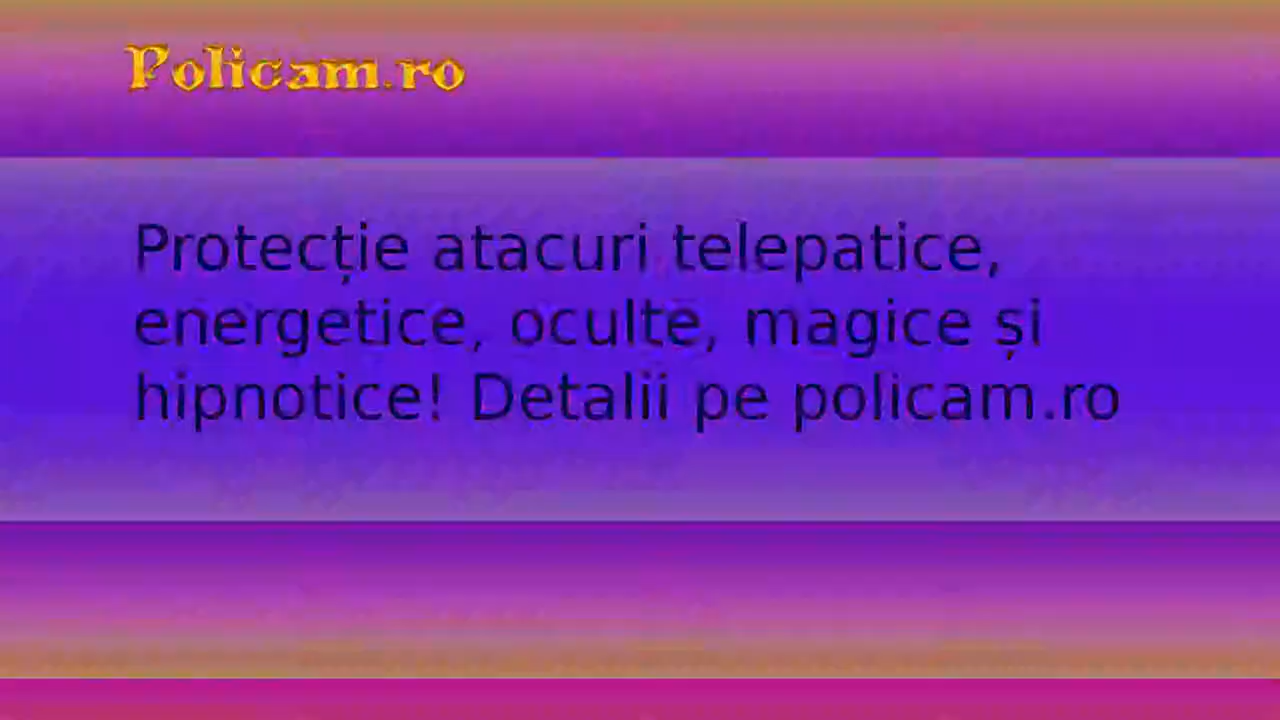 Policam.ro
Protecție atacuri telepatice,
energetice, oculte, magice și
hipnotice! Detalii pe policam.ro